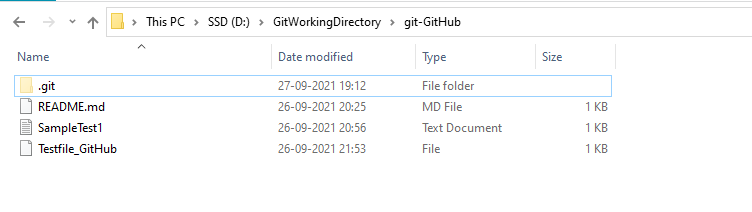 This PC > SSD (D:) > GitWorkingDirectory > git-GitHub
Name Date modified Type Size
.git 27-09-2021 19:12 File folder
README.md 26-09-2021 20:25 MD File 1 KB
SampleTest1 26-09-2021 20:56 Text Document 1 KB
Testfile_GitHub 26-09-2021 21:53 File 1 KB